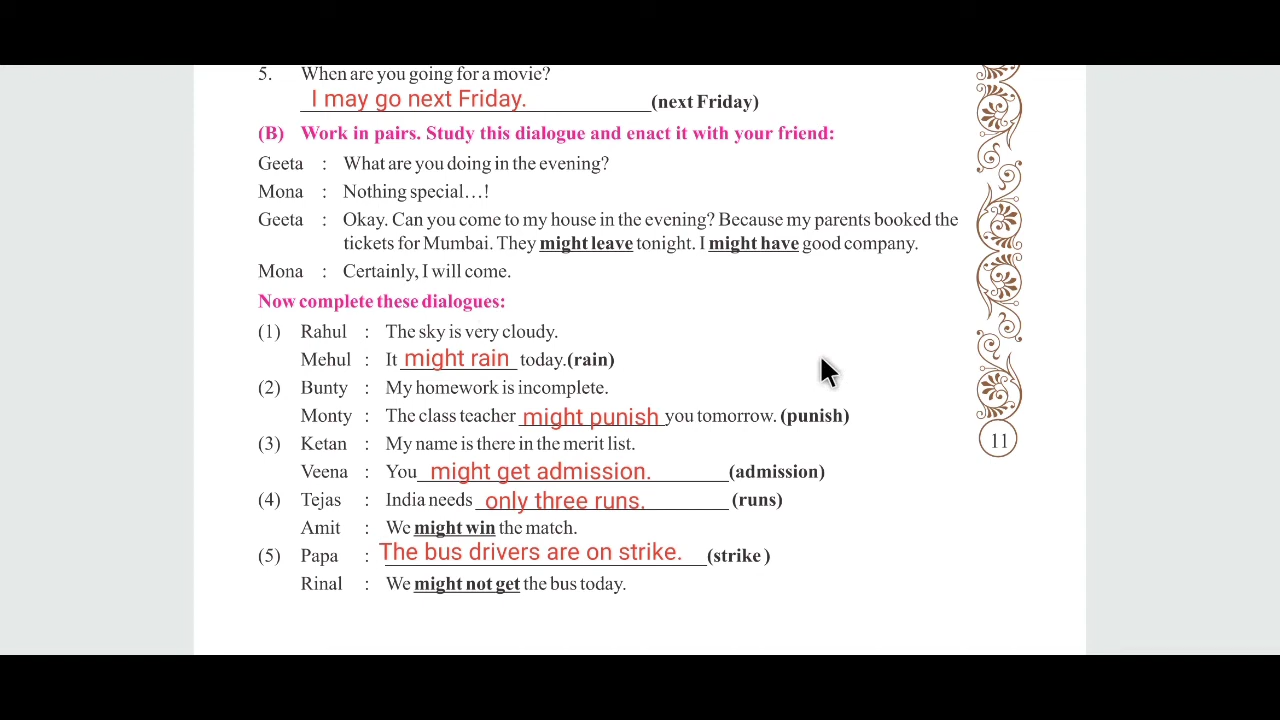 5. When are you going for a movie?
I may go next Friday. (next Friday)
(B) Work in pairs. Study this dialogue and enact it with your friend:
Geeta : What are you doing in the evening?
Mona : Nothing special...!
Geeta : Okay. Can you come to my house in the evening? Because my parents booked the
tickets for Mumbai. They might leave tonight. I might have good company.
Mona : Certainly, I will come.
Now complete these dialogues:
(1) Rahul : The sky is very cloudy.
Mehul : It might rain today.(rain)
(2) Bunty : My homework is incomplete.
Monty : The class teacher might punish you tomorrow. (punish)
(3) Ketan : My name is there in the merit list.
Veena : You might get admission. (admission)
(4) Tejas : India needs only three runs. (runs)
Amit : We might win the match.
(5) Papa : The bus drivers are on strike. (strike )
Rinal : We might not get the bus today.
11